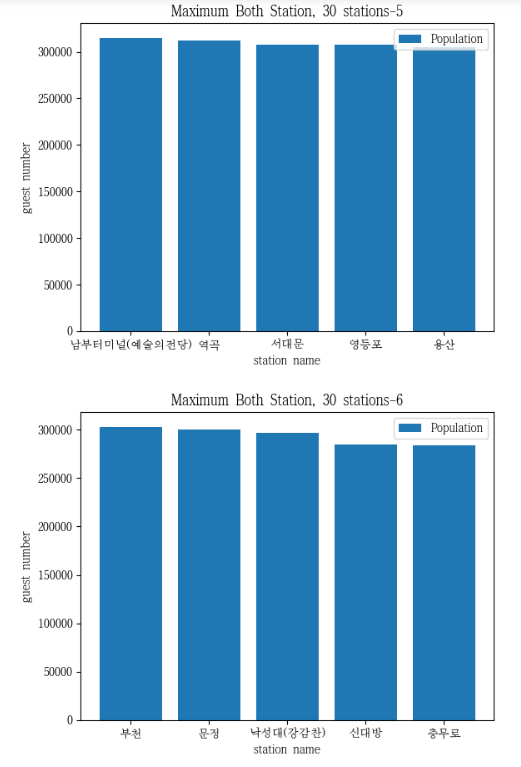 Maximum Both Station, 30 stations-5
Population
300000
250000
200000
150000
100000
50000
0
guest number
남부터미널(예술의전당) 역곡 서대문 영등포 용산
station name
Maximum Both Station, 30 stations-6
Population
300000
250000
200000
150000
100000
50000
0
guest number
부천 문정 낙성대(강감찬) 신대방 충무로
station name